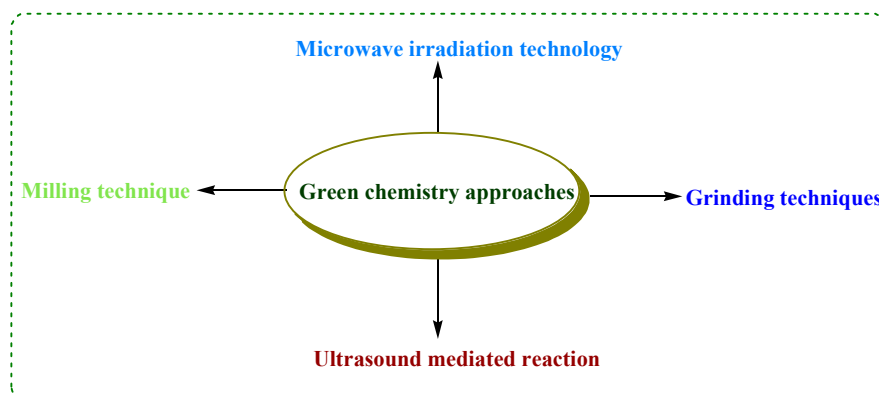 Microwave irradiation technology
Milling technique
Green chemistry approaches
Grinding techniques
Ultrasound mediated reaction